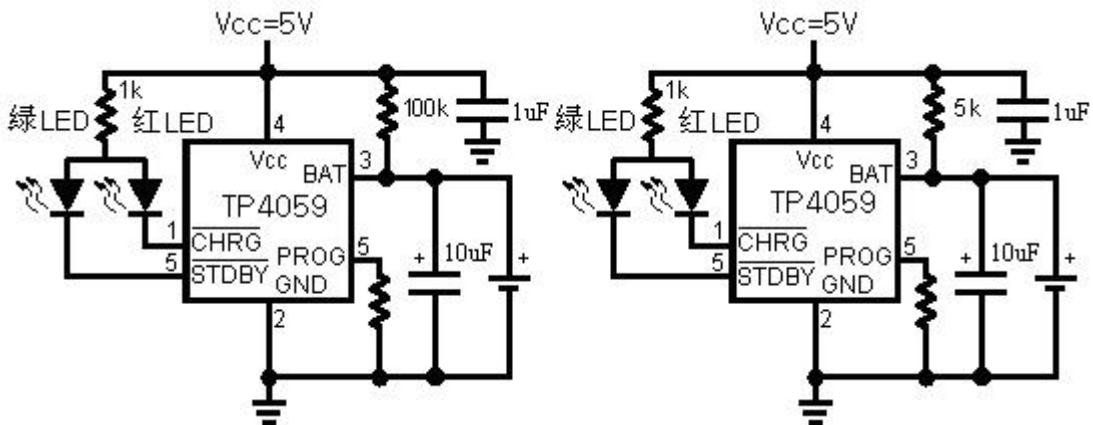 Vcc=5V
1k
绿LED
红LED
4
100k
1uF
Vcc
3
BAT
TP4059
1
CHRG
5
PROG
5
STDBY
GND
+
10uF
+
2
Vcc=5V
1k
绿LED
红LED
4
5k
1uF
Vcc
3
BAT
TP4059
1
CHRG
5
PROG
5
STDBY
GND
+
10uF
+
2